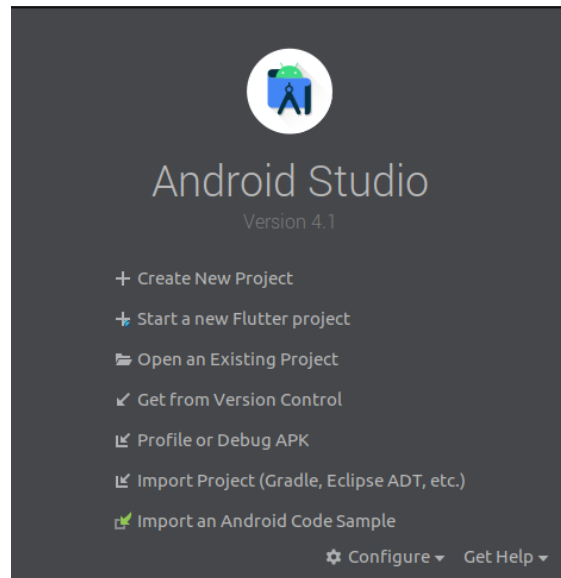 Android Studio
Version 4.1
Create New Project
Start a new Flutter project
Open an Existing Project
Get from Version Control
Profile or Debug APK
Import Project (Gradle, Eclipse ADT, etc.)
Import an Android Code Sample
Configure Get Help